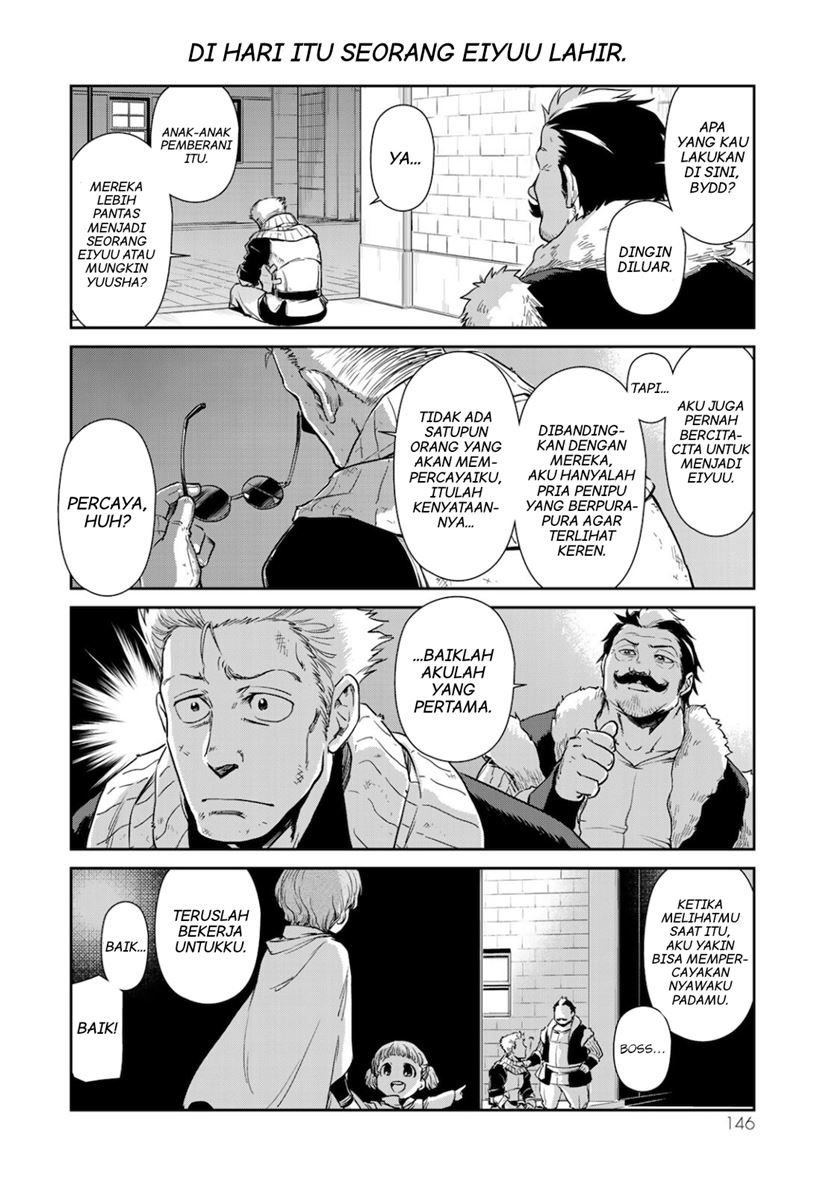 DI HARI ITU SEORANG EIYUU LAHIR.
APA
YANG KAU
LAKUKAN
DI SINI,
BYDD?
DINGIN
DILUAR.
YA...
ANAK-ANAK
PEMBERANI
ITU.
MEREKA
LEBIH
PANTAS
MENJADI
SEORANG
EIYUU ATAU
MUNGKIN
YUUSHA?
AKU JUGA
PERNAH
BERCITA-
CITA UNTUK
MENJADI
EIYUU.
TAPI...
DIBANDING-
KAN DENGAN
MEREKA,
AKU HANYALAH
PRIA PENIPU
YANG BERPURA-
PURA AGAR
TERLIHAT
KEREN.
TIDAK ADA
SATUPUN
ORANG YANG
AKAN MEM-
PERCAYAIKU,
ITULAH
KENYATAAN-
NYA...
PERCAYA,
HUH?
...BAIKLAH
AKULAH
YANG
PERTAMA.
KETIKA
MELIHATMU
SAAT ITU,
AKU YAKIN
BISA MEMPER-
CAYAKAN
NYAWAKU
PADAMU.
BOSS...
TERUSLAH
BEKERJA
UNTUKKU.
BAIK...
BAIK!
146